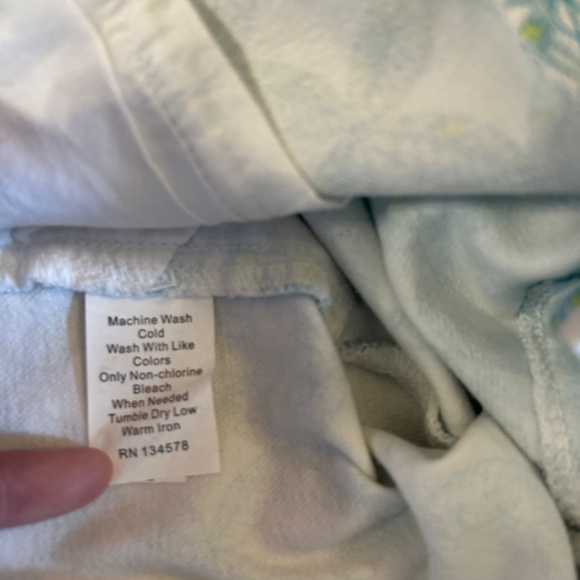 Machine Wash
Cold
Wash With Like
Colors
Only Non-chlorine
Bleach
When Needed
Tumble Dry Low
Warm Iron
RN 134578